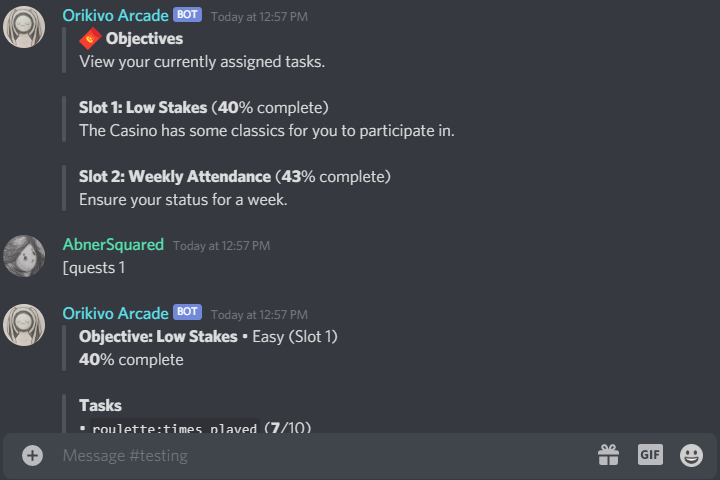 Orikivo Arcade BOT Today at 12:57 PM
Objectives
View your currently assigned tasks.
Slot 1: Low Stakes (40% complete)
The Casino has some classics for you to participate in.
Slot 2: Weekly Attendance (43% complete)
Ensure your status for a week.
AbnerSquared Today at 12:57 PM
[quests 1
Orikivo Arcade BOT Today at 12:57 PM
Objective: Low Stakes • Easy (Slot 1)
40% complete
Tasks
• roulette:times_played (7/10)
Message #testing
GIF